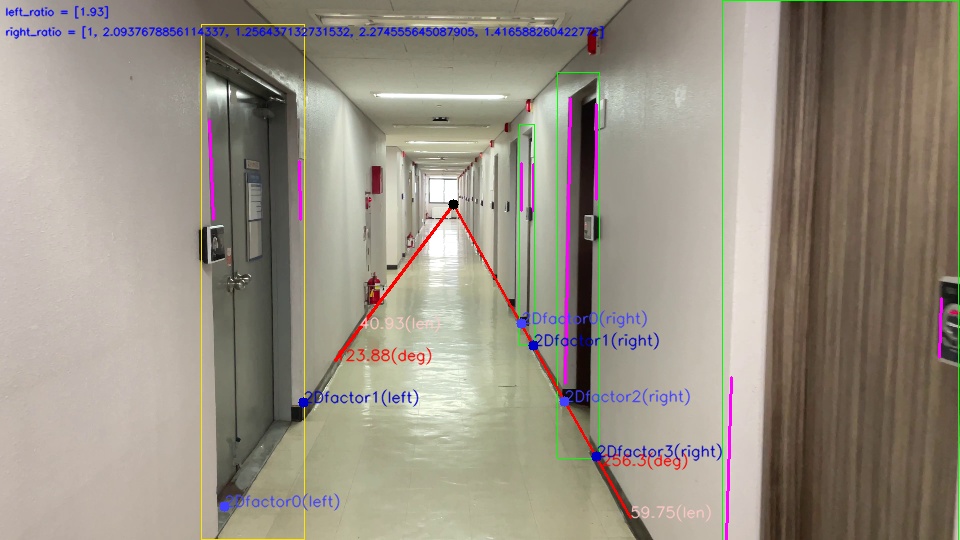 left_ratio = [1.93]
right_ratio = [1, 2.0937678856114337, 1.256437132731532, 2.274555645087905, 1.416588260422772]
2Dfactor0(right)
40.93(len)
2Dfactor1(right)
123.88(deg)
2Dfactor1(left)
2Dfactor2(right)
2Dfactor3(right)
256.3(deg)
2Dfactor0(left)
59.75(len)